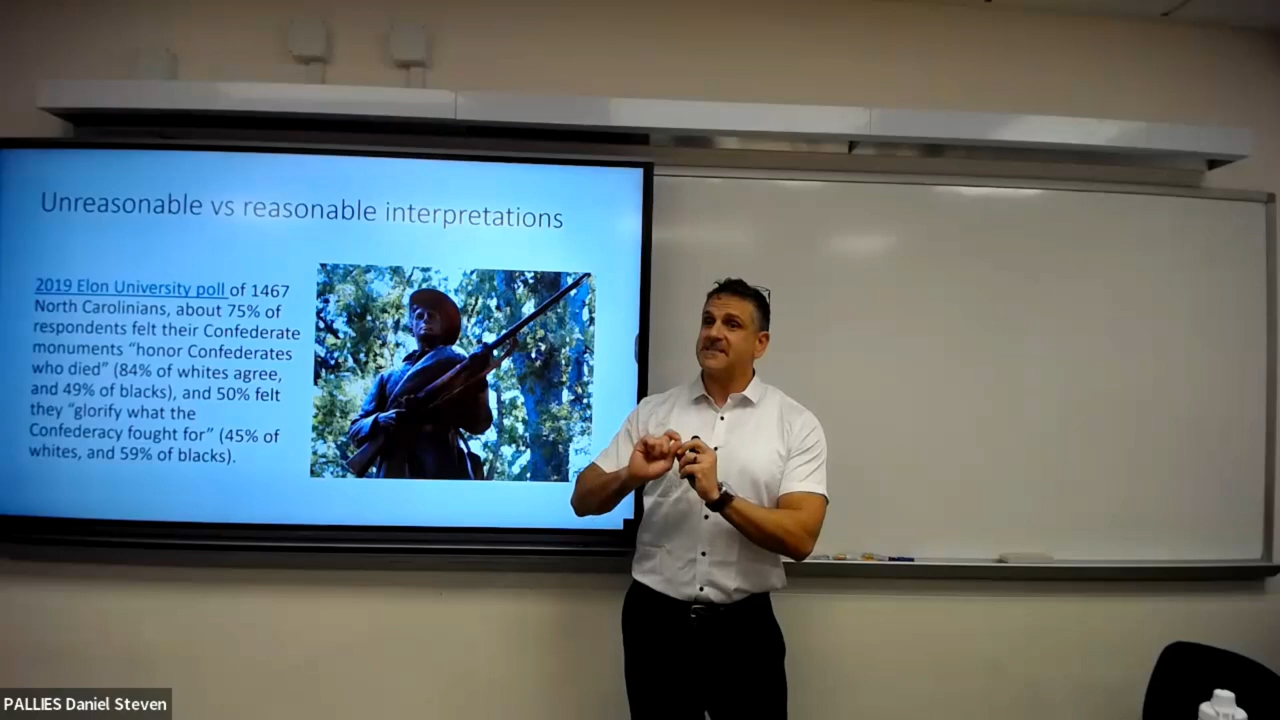 Unreasonable vs reasonable interpretations
2019 Elon University poll of 1467
North Carolinians, about 75% of
respondents felt their Confederate
monuments “honor Confederates
who died” (84% of whites agree,
and 49% of blacks), and 50% felt
they “glorify what the
Confederacy fought for” (45% of
whites, and 59% of blacks).
PALLIES Daniel Steven